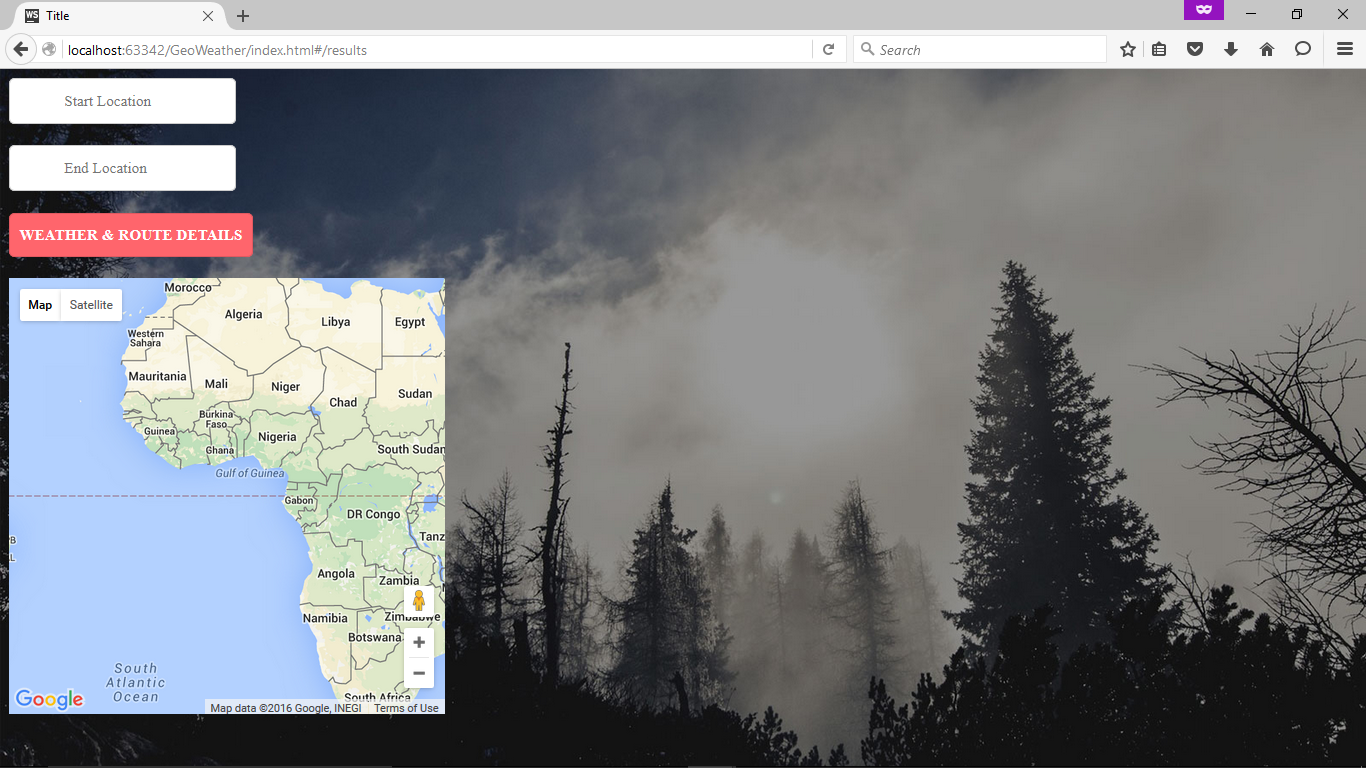 WS Title
localhost:63342/GeoWeather/index.html#/results
Search
Start Location
End Location
WEATHER & ROUTE DETAILS
Map Satellite
Morocco
Algeria
Libya
Egypt
Western
Sahara
Mauritania
Mali
Niger
Chad
Sudan
Burkina
Faso
Guinea
Ghana
Nigeria
South Sudan
Gulf of Guinea
Gabon
DR Congo
Tanz
PB
Angola
Zambia
Namibia
Zimbabwe
Botswana
South
Atlantic
Ocean
South Africa
Google
Map data ©2016 Google, INEGI Terms of Use